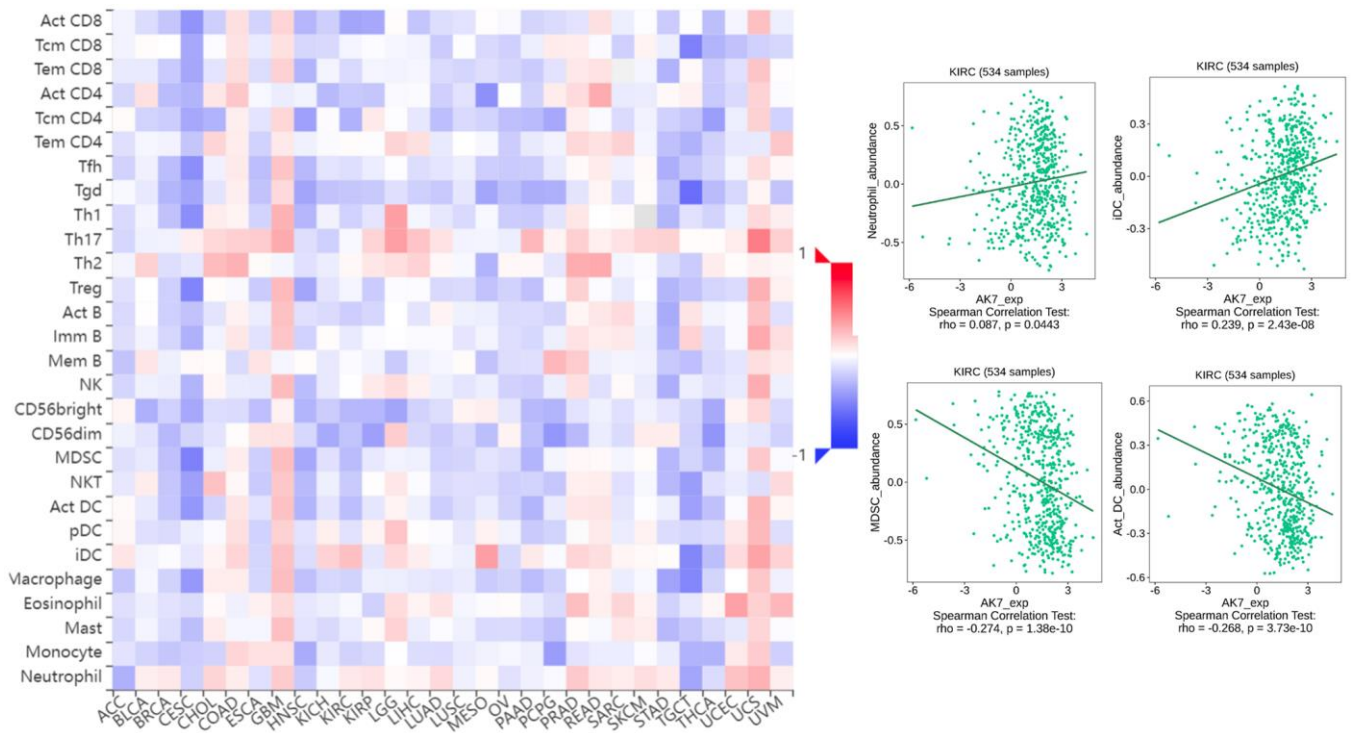 Act CD8
Tcm CD8
Tem CD8
Act CD4
Tcm CD4
Tem CD4
Tfh
Tgd
Th1
Th17
Th2
Treg
Act B
Imm B
Mem B
NK
CD56bright
CD56dim
MDSC
NKT
Act DC
pDC
iDC
Macrophage
Eosinophil
Mast
Monocyte
Neutrophil
ACC
BLCA
BRCA
CESC
CHOL
COAD
ESCA
GBM
HNSC
KICH
KIRC
KIRP
LGG
LIHC
LUAD
LUSC
MESO
OV
PAAD
PCPG
PRAD
READ
SARC
SKCM
STAD
TGCT
THCA
UCEC
UCS
UVM
1
-1
KIRC (534 samples)
Neutrophil_abundance
0.5
0.0
-0.5
-6 -3 0 3
AK7_exp
Spearman Correlation Test:
rho = 0.087, p = 0.0443
KIRC (534 samples)
iDC_abundance
0.3
0.0
-0.3
-6 -3 0 3
AK7_exp
Spearman Correlation Test:
rho = 0.239, p = 2.43e-08
KIRC (534 samples)
MDSC_abundance
0.5
0.0
-0.5
-6 -3 0 3
AK7_exp
Spearman Correlation Test:
rho = -0.274, p = 1.38e-10
KIRC (534 samples)
Act_DC_abundance
0.6
0.3
0.0
-0.3
-0.6
-6 -3 0 3
AK7_exp
Spearman Correlation Test:
rho = -0.268, p = 3.73e-10